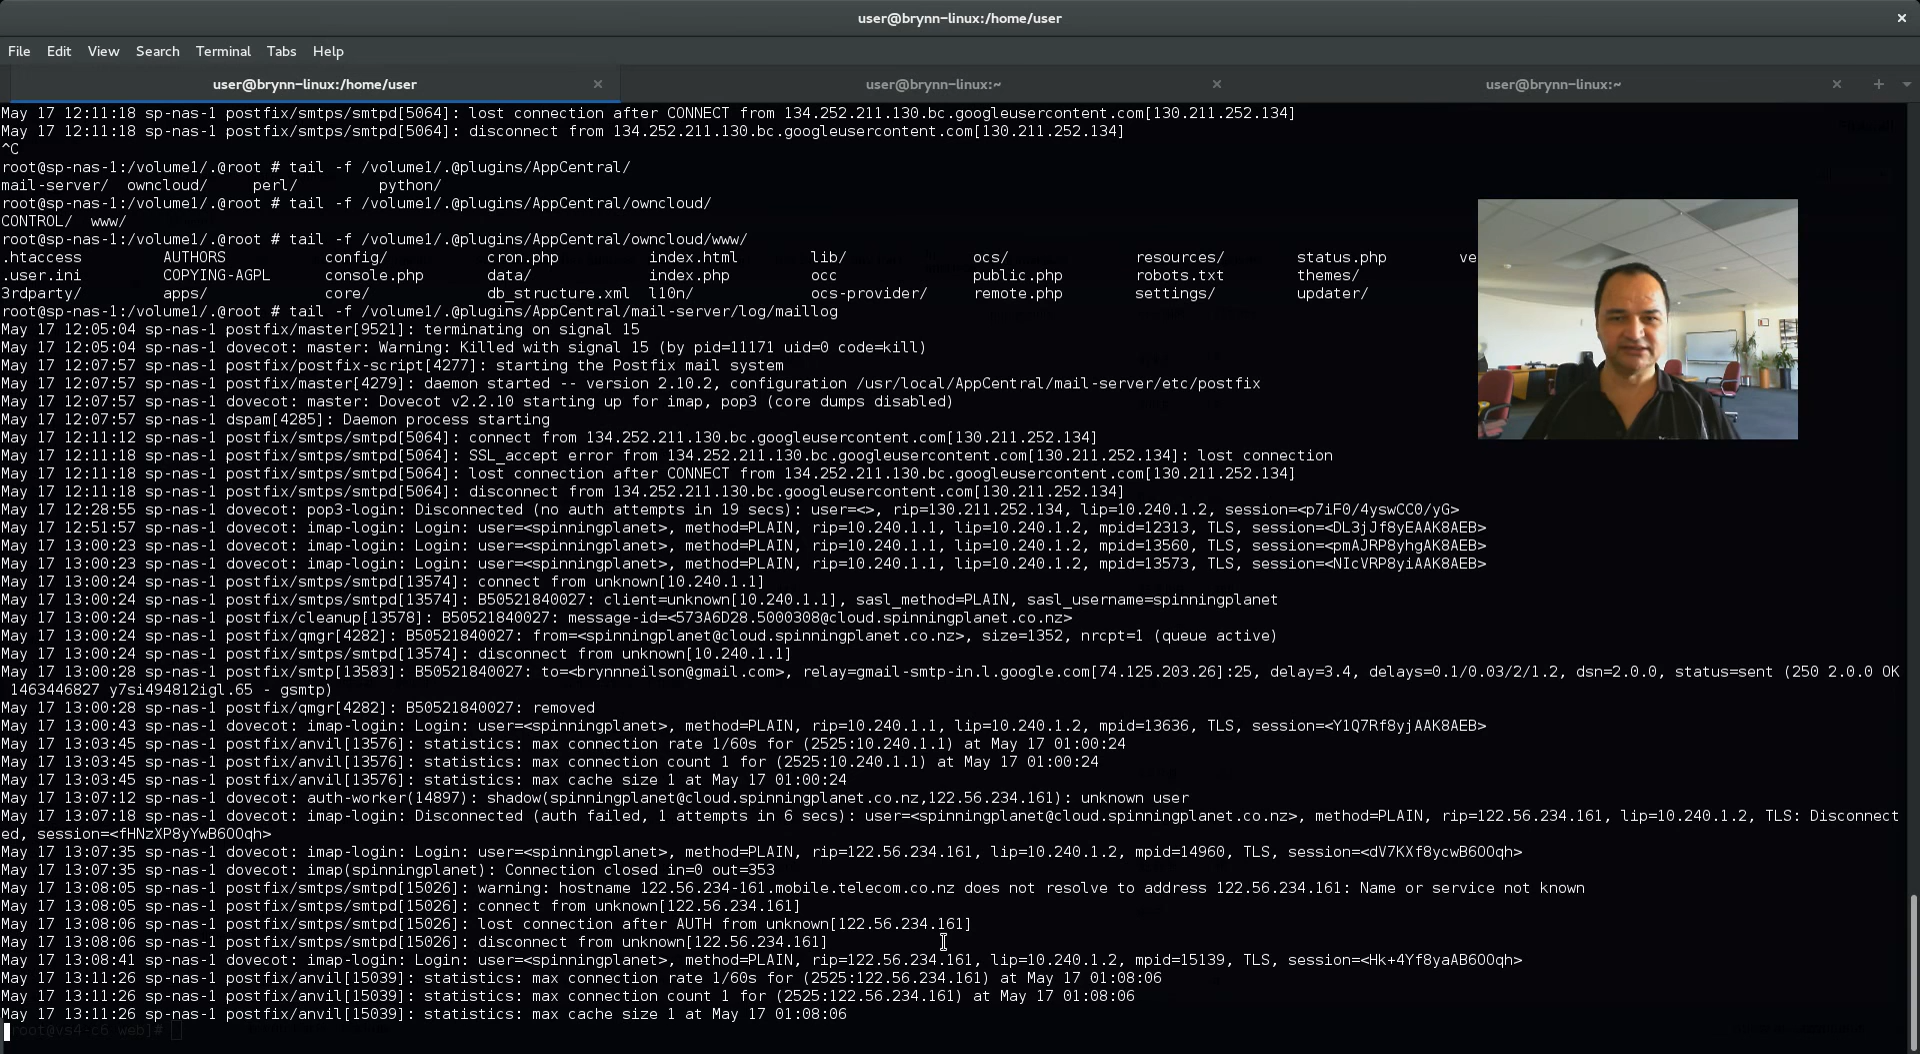 user@brynn-linux:/home/user
File Edit View Search Terminal Tabs Help
user@brynn-linux:/home/user user@brynn-linux:~ user@brynn-linux:~
May 17 12:11:18 sp-nas-1 postfix/smtps/smtpd[5064]: lost connection after CONNECT from 134.252.211.130.bc.googleusercontent.com[130.211.252.134]
May 17 12:11:18 sp-nas-1 postfix/smtps/smtpd[5064]: disconnect from 134.252.211.130.bc.googleusercontent.com[130.211.252.134]
^C
root@sp-nas-1:/volume1/.@root # tail -f /volume1/.@plugins/AppCentral/
mail-server/ owncloud/ perl/ python/
root@sp-nas-1:/volume1/.@root # tail -f /volume1/.@plugins/AppCentral/owncloud/
CONTROL/ www/
root@sp-nas-1:/volume1/.@root # tail -f /volume1/.@plugins/AppCentral/owncloud/www/
.htaccess AUTHORS config/ cron.php index.html lib/ ocs/ resources/ status.php ve
.user.ini COPYING-AGPL console.php data/ index.php occ public.php robots.txt themes/
3rdparty/ apps/ core/ db_structure.xml l10n/ ocs-provider/ remote.php settings/ updater/
root@sp-nas-1:/volume1/.@root # tail -f /volume1/.@plugins/AppCentral/mail-server/log/maillog
May 17 12:05:04 sp-nas-1 postfix/master[9521]: terminating on signal 15
May 17 12:05:04 sp-nas-1 dovecot: master: Warning: Killed with signal 15 (by pid=11171 uid=0 code=kill)
May 17 12:07:57 sp-nas-1 postfix/postfix-script[4277]: starting the Postfix mail system
May 17 12:07:57 sp-nas-1 postfix/master[4279]: daemon started -- version 2.10.2, configuration /usr/local/AppCentral/mail-server/etc/postfix
May 17 12:07:57 sp-nas-1 dovecot: master: Dovecot v2.2.10 starting up for imap, pop3 (core dumps disabled)
May 17 12:07:57 sp-nas-1 dspam[4285]: Daemon process starting
May 17 12:11:12 sp-nas-1 postfix/smtps/smtpd[5064]: connect from 134.252.211.130.bc.googleusercontent.com[130.211.252.134]
May 17 12:11:18 sp-nas-1 postfix/smtps/smtpd[5064]: SSL_accept error from 134.252.211.130.bc.googleusercontent.com[130.211.252.134]: lost connection
May 17 12:11:18 sp-nas-1 postfix/smtps/smtpd[5064]: lost connection after CONNECT from 134.252.211.130.bc.googleusercontent.com[130.211.252.134]
May 17 12:11:18 sp-nas-1 postfix/smtps/smtpd[5064]: disconnect from 134.252.211.130.bc.googleusercontent.com[130.211.252.134]
May 17 12:28:55 sp-nas-1 dovecot: pop3-login: Disconnected (no auth attempts in 19 secs): user=<>, rip=130.211.252.134, lip=10.240.1.2, session=<p7iF0/4yswCC0/yG>
May 17 12:51:57 sp-nas-1 dovecot: imap-login: Login: user=<spinningplanet>, method=PLAIN, rip=10.240.1.1, lip=10.240.1.2, mpid=12313, TLS, session=<DL3jJf8yEAAK8AEB>
May 17 13:00:23 sp-nas-1 dovecot: imap-login: Login: user=<spinningplanet>, method=PLAIN, rip=10.240.1.1, lip=10.240.1.2, mpid=13560, TLS, session=<pmAJRP8yhgAK8AEB>
May 17 13:00:23 sp-nas-1 dovecot: imap-login: Login: user=<spinningplanet>, method=PLAIN, rip=10.240.1.1, lip=10.240.1.2, mpid=13573, TLS, session=<NIcVRP8yiAAK8AEB>
May 17 13:00:24 sp-nas-1 postfix/smtps/smtpd[13574]: connect from unknown[10.240.1.1]
May 17 13:00:24 sp-nas-1 postfix/smtps/smtpd[13574]: B50521840027: client=unknown[10.240.1.1], sasl_method=PLAIN, sasl_username=spinningplanet
May 17 13:00:24 sp-nas-1 postfix/cleanup[13578]: B50521840027: message-id=<573A6D28.5000308@cloud.spinningplanet.co.nz>
May 17 13:00:24 sp-nas-1 postfix/qmgr[4282]: B50521840027: from=<spinningplanet@cloud.spinningplanet.co.nz>, size=1352, nrcpt=1 (queue active)
May 17 13:00:24 sp-nas-1 postfix/smtps/smtpd[13574]: disconnect from unknown[10.240.1.1]
May 17 13:00:28 sp-nas-1 postfix/smtp[13583]: B50521840027: to=<brynnneilson@gmail.com>, relay=gmail-smtp-in.l.google.com[74.125.203.26]:25, delay=3.4, delays=0.1/0.03/2/1.2, dsn=2.0.0, status=sent (250 2.0.0 OK
1463446827 y7si494812igl.65 - gsmtp)
May 17 13:00:28 sp-nas-1 postfix/qmgr[4282]: B50521840027: removed
May 17 13:00:43 sp-nas-1 dovecot: imap-login: Login: user=<spinningplanet>, method=PLAIN, rip=10.240.1.1, lip=10.240.1.2, mpid=13636, TLS, session=<Y1Q7Rf8yjAAK8AEB>
May 17 13:03:45 sp-nas-1 postfix/anvil[13576]: statistics: max connection rate 1/60s for (2525:10.240.1.1) at May 17 01:00:24
May 17 13:03:45 sp-nas-1 postfix/anvil[13576]: statistics: max connection count 1 for (2525:10.240.1.1) at May 17 01:00:24
May 17 13:03:45 sp-nas-1 postfix/anvil[13576]: statistics: max cache size 1 at May 17 01:00:24
May 17 13:07:12 sp-nas-1 dovecot: auth-worker(14897): shadow(spinningplanet@cloud.spinningplanet.co.nz,122.56.234.161): unknown user
May 17 13:07:18 sp-nas-1 dovecot: imap-login: Disconnected (auth failed, 1 attempts in 6 secs): user=<spinningplanet@cloud.spinningplanet.co.nz>, method=PLAIN, rip=122.56.234.161, lip=10.240.1.2, TLS: Disconnect
ed, session=<fHNzXP8yYwB6OOqh>
May 17 13:07:35 sp-nas-1 dovecot: imap-login: Login: user=<spinningplanet>, method=PLAIN, rip=122.56.234.161, lip=10.240.1.2, mpid=14960, TLS, session=<dV7KXf8ycwB6OOqh>
May 17 13:07:35 sp-nas-1 dovecot: imap(spinningplanet): Connection closed in=0 out=353
May 17 13:08:05 sp-nas-1 postfix/smtps/smtpd[15026]: warning: hostname 122.56.234-161.mobile.telecom.co.nz does not resolve to address 122.56.234.161: Name or service not known
May 17 13:08:05 sp-nas-1 postfix/smtps/smtpd[15026]: connect from unknown[122.56.234.161]
May 17 13:08:06 sp-nas-1 postfix/smtps/smtpd[15026]: lost connection after AUTH from unknown[122.56.234.161]
May 17 13:08:06 sp-nas-1 postfix/smtps/smtpd[15026]: disconnect from unknown[122.56.234.161]
May 17 13:08:41 sp-nas-1 dovecot: imap-login: Login: user=<spinningplanet>, method=PLAIN, rip=122.56.234.161, lip=10.240.1.2, mpid=15139, TLS, session=<Hk+4Yf8yaAB6OOqh>
May 17 13:11:26 sp-nas-1 postfix/anvil[15039]: statistics: max connection rate 1/60s for (2525:122.56.234.161) at May 17 01:08:06
May 17 13:11:26 sp-nas-1 postfix/anvil[15039]: statistics: max connection count 1 for (2525:122.56.234.161) at May 17 01:08:06
May 17 13:11:26 sp-nas-1 postfix/anvil[15039]: statistics: max cache size 1 at May 17 01:08:06
root@vs4-c6 web]#